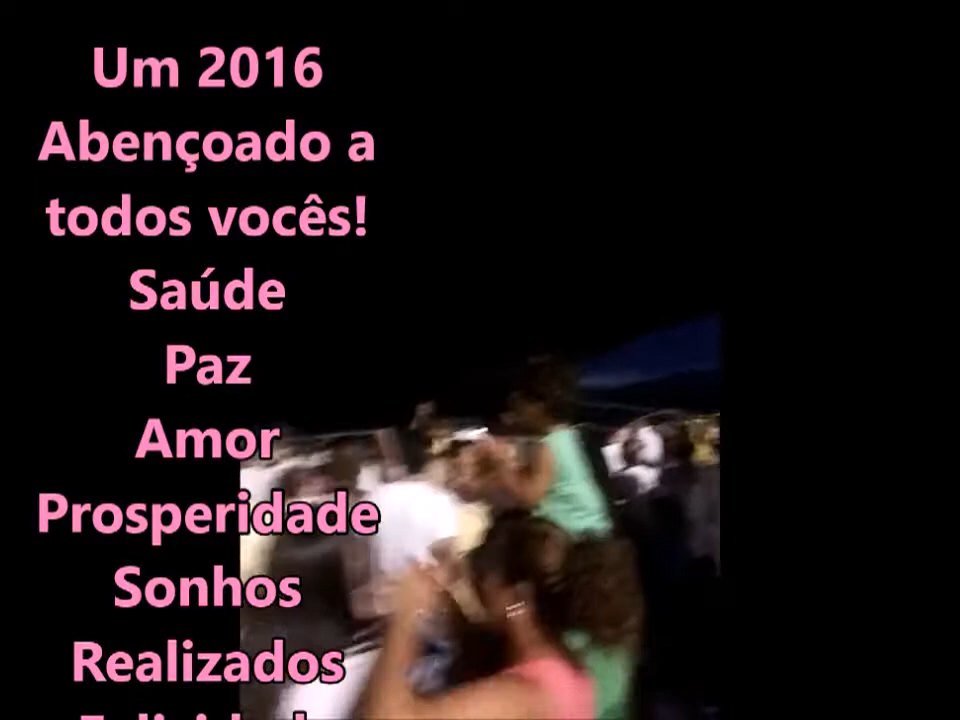 Um 2016
Abençoado a
todos vocês!
Saúde
Paz
Amor
Prosperidade
Sonhos
Realizados